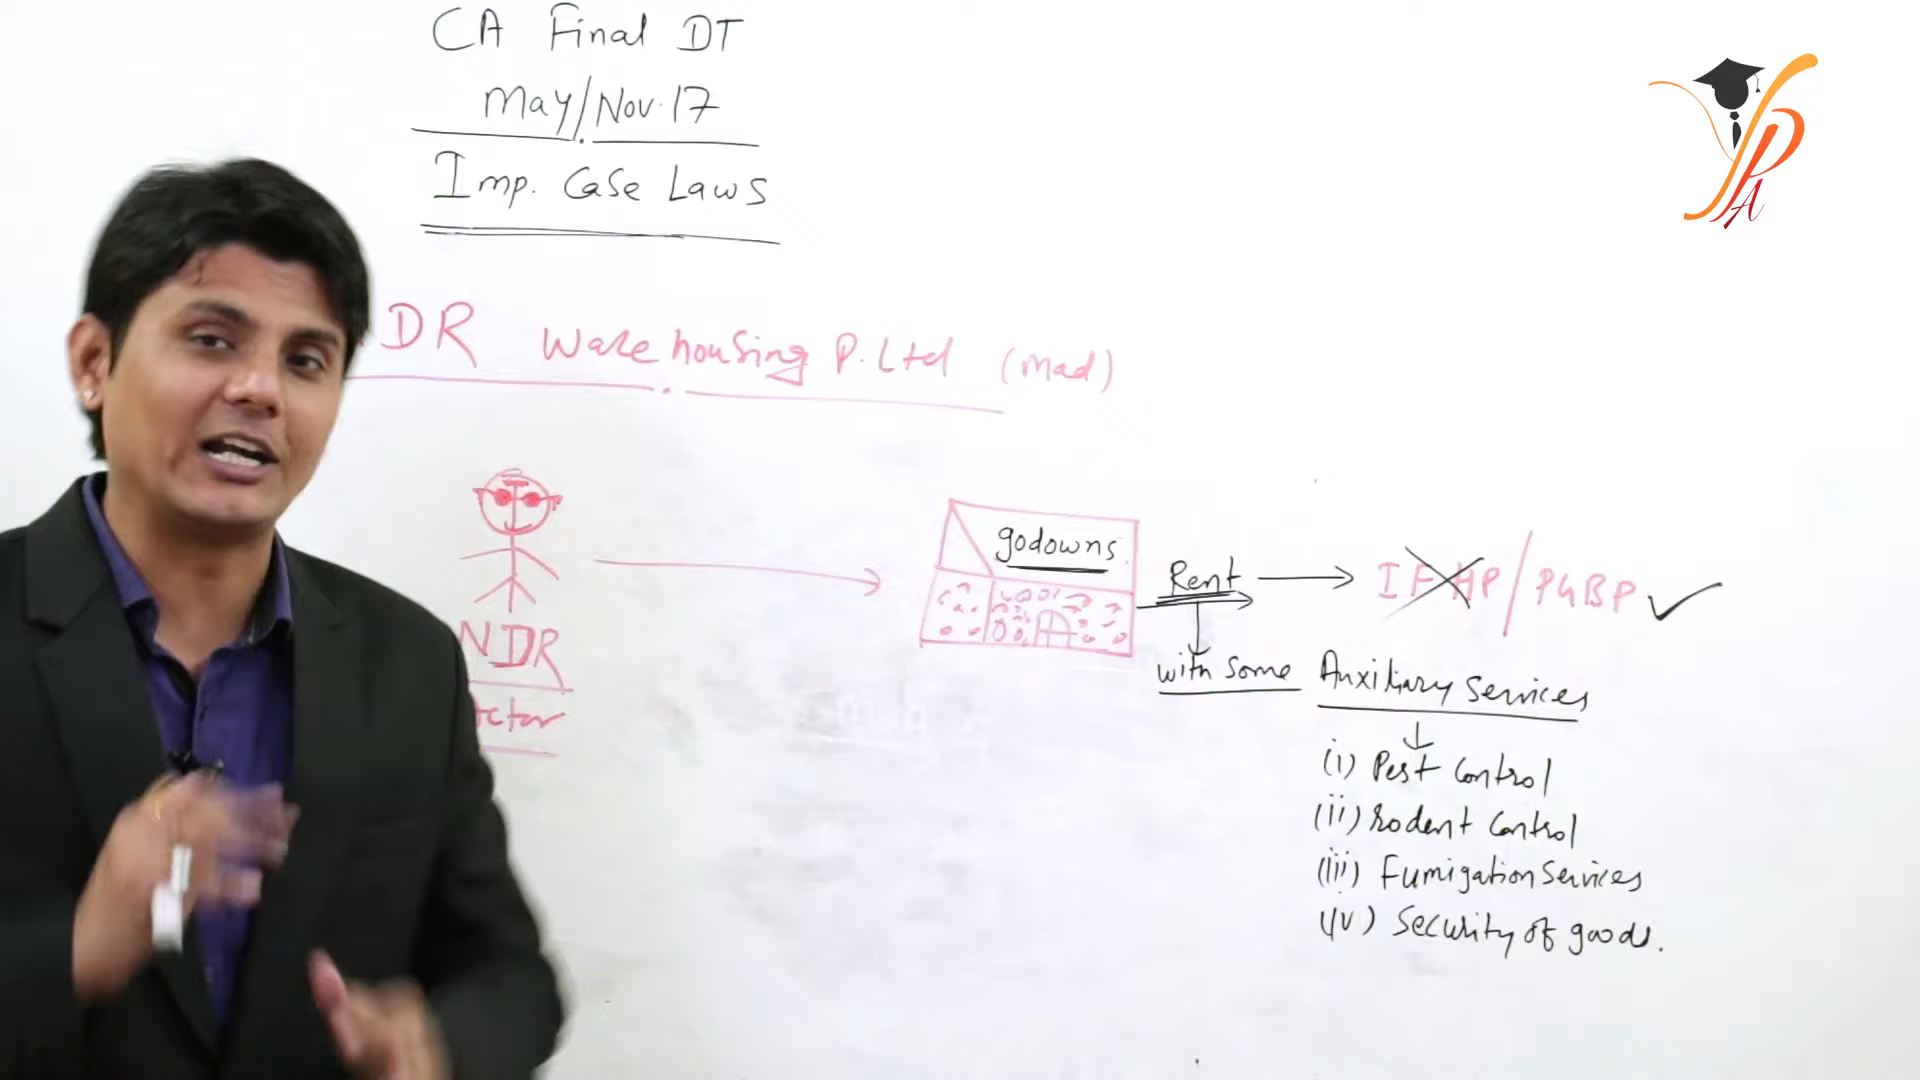 CA Final DT
May/Nov.17
Imp. Case Laws
DR Warehousing P. Ltd (Mad)
godowns
Rent
IFHP/PGBP
NDR
with some Auxiliary Services
(i) Pest Control
(ii) Rodent Control
(iii) Fumigation Services
(iv) Security of goods.